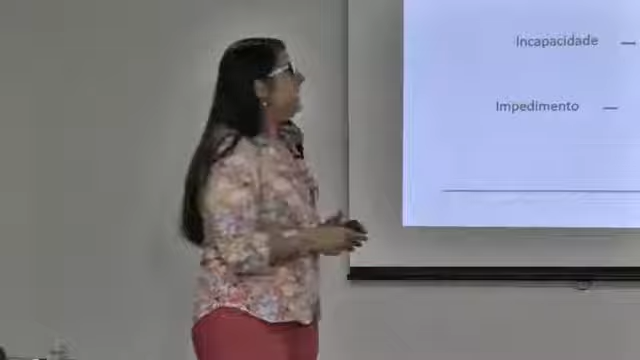 Incapacidade —
Impedimento —